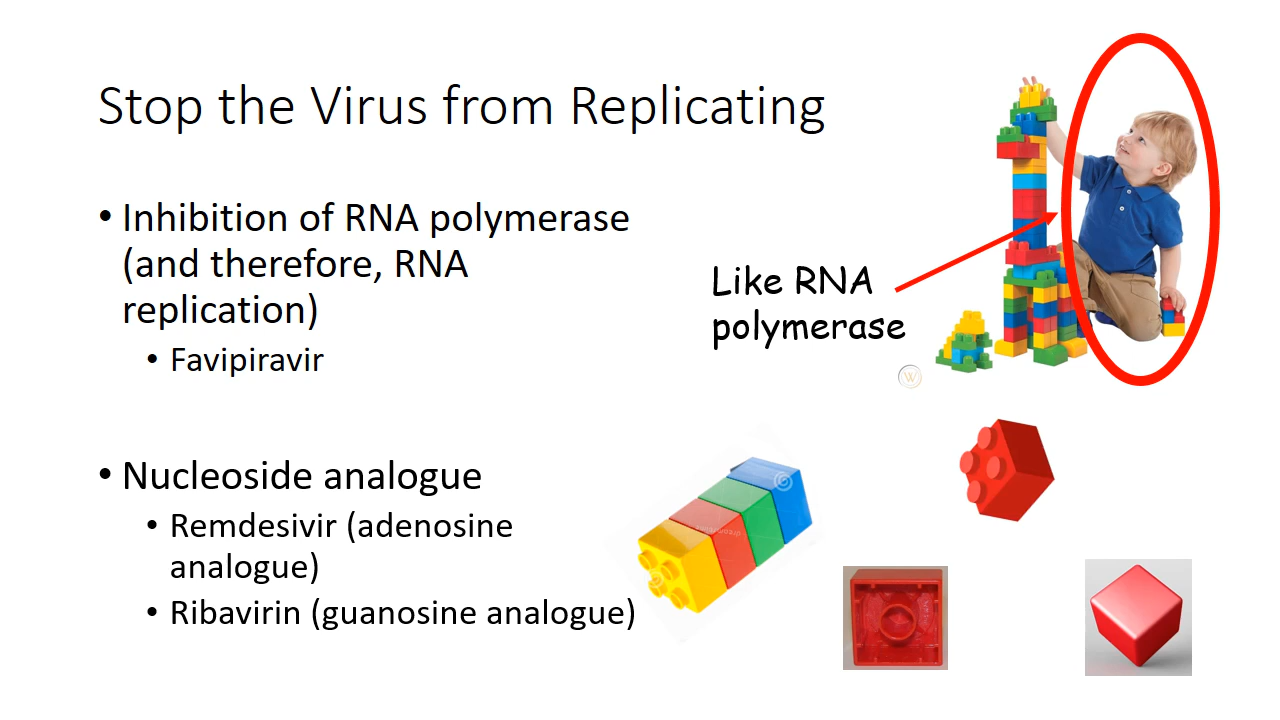 Stop the Virus from Replicating
• Inhibition of RNA polymerase
(and therefore, RNA
replication)
• Favipiravir
Like RNA
polymerase
W
• Nucleoside analogue
• Remdesivir (adenosine
analogue)
• Ribavirin (guanosine analogue)